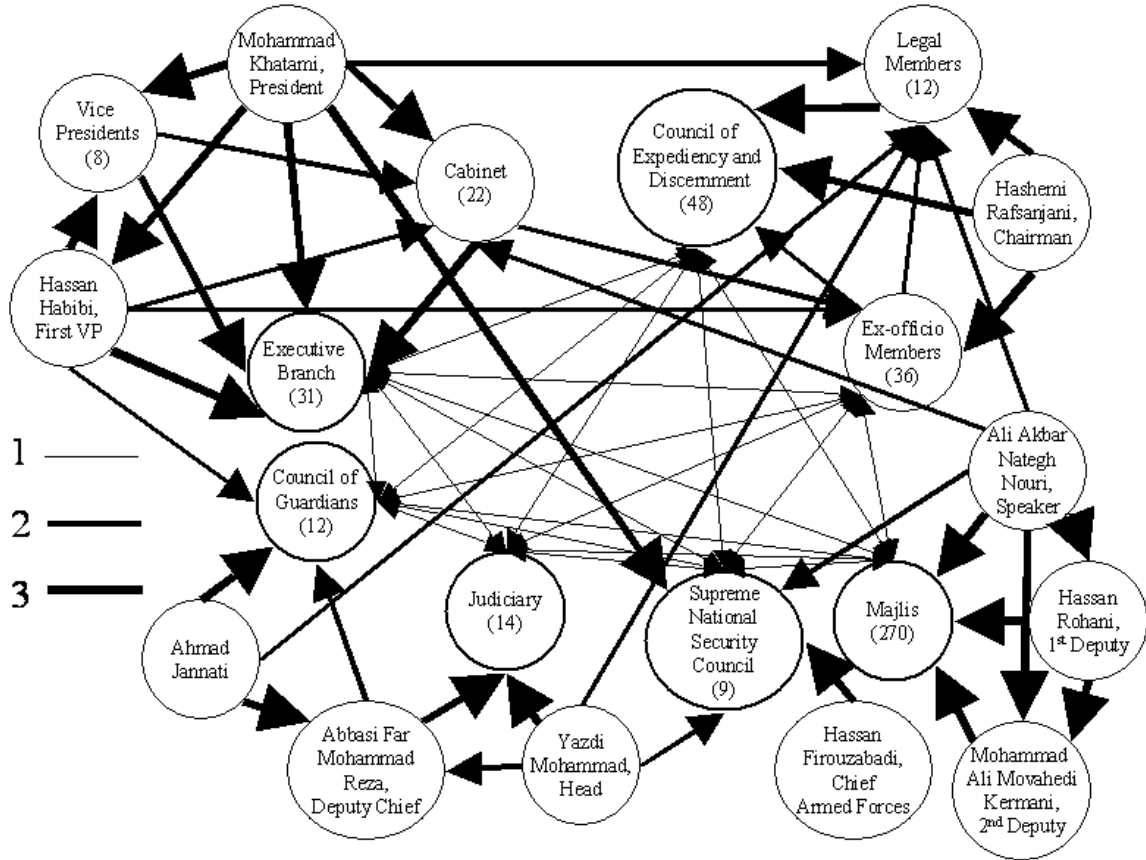 Mohammad
Khatami,
President
Legal
Members
(12)
Vice
Presidents
(8)
Council of
Expediency and
Discernment
(48)
Cabinet
(22)
Hashemi
Rafsanjani,
Chairman
Hassan
Habibi,
First VP
Executive
Branch
(31)
Ex-officio
Members
(36)
1
2
3
Council of
Guardians
(12)
Ali Akbar
Nategh
Nouri,
Speaker
Ahmad
Jannati
Judiciary
(14)
Supreme
National
Security
Council
(9)
Majlis
(270)
Hassan
Rohani,
1st Deputy
Abbasi Far
Mohammad
Reza,
Deputy Chief
Yazdi
Mohammad,
Head
Hassan
Firouzabadi,
Chief
Armed Forces
Mohammad
Ali Movahedi
Kermani,
2nd Deputy